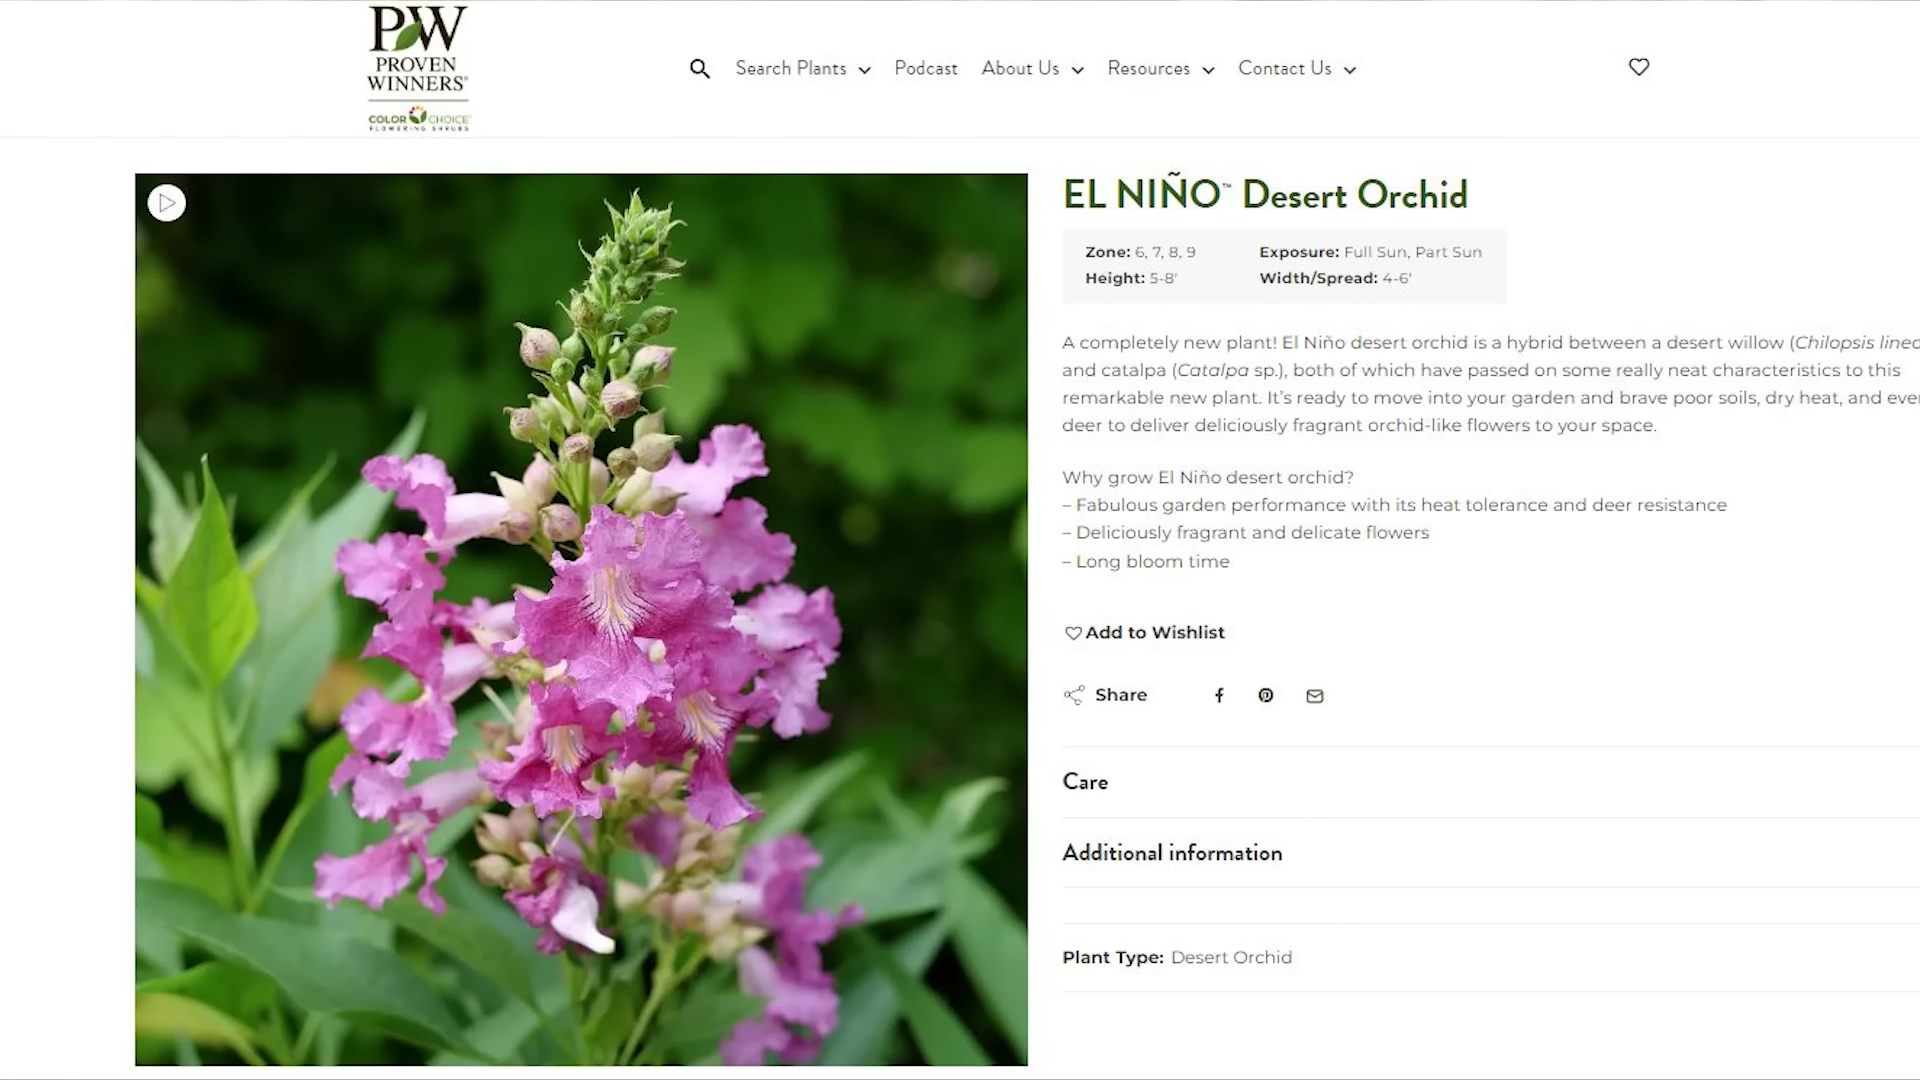 PW
PROVEN
WINNERS®
COLOR CHOICE®
FLOWERING SHRUBS
Search Plants
Podcast
About Us
Resources
Contact Us
EL NIÑO™ Desert Orchid
Zone: 6, 7, 8, 9
Exposure: Full Sun, Part Sun
Height: 5-8'
Width/Spread: 4-6'
A completely new plant! El Niño desert orchid is a hybrid between a desert willow (Chilopsis
and catalpa (Catalpa sp.), both of which have passed on some really neat characteristics to this
remarkable new plant. It's ready to move into your garden and brave poor soils, dry heat, and
deer to deliver deliciously fragrant orchid-like flowers to your space.
Why grow El Niño desert orchid?
– Fabulous garden performance with its heat tolerance and deer resistance
– Deliciously fragrant and delicate flowers
– Long bloom time
Add to Wishlist
Share
Care
Additional information
Plant Type: Desert Orchid